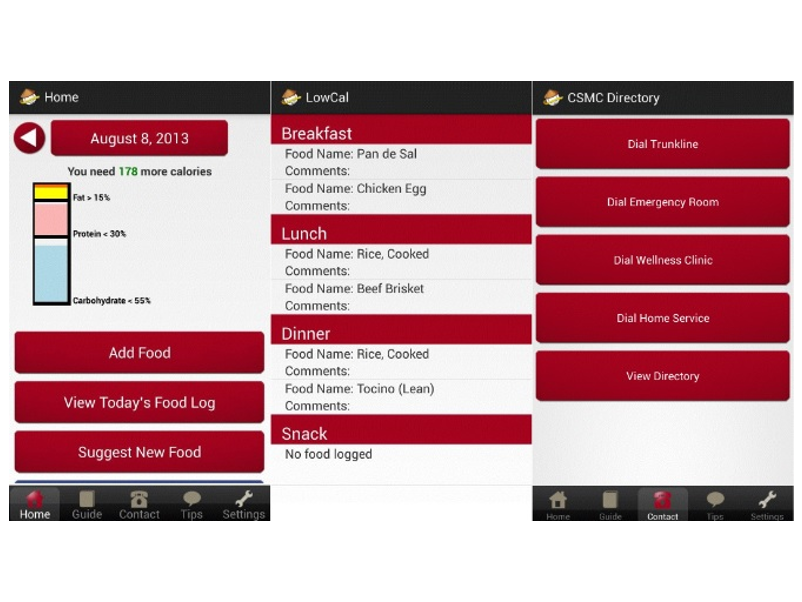 Home
August 8, 2013
You need 178 more calories
Fat > 15%
Protein < 30%
Carbohydrate < 55%
Add Food
View Today's Food Log
Suggest New Food
Home Guide Contact Tips Settings
LowCal
Breakfast
Food Name: Pan de Sal
Comments:
Food Name: Chicken Egg
Comments:
Lunch
Food Name: Rice, Cooked
Comments:
Food Name: Beef Brisket
Comments:
Dinner
Food Name: Rice, Cooked
Comments:
Food Name: Tocino (Lean)
Comments:
Snack
No food logged
CSMC Directory
Dial Trunkline
Dial Emergency Room
Dial Wellness Clinic
Dial Home Service
View Directory
Home Guide Contact Tips Settings